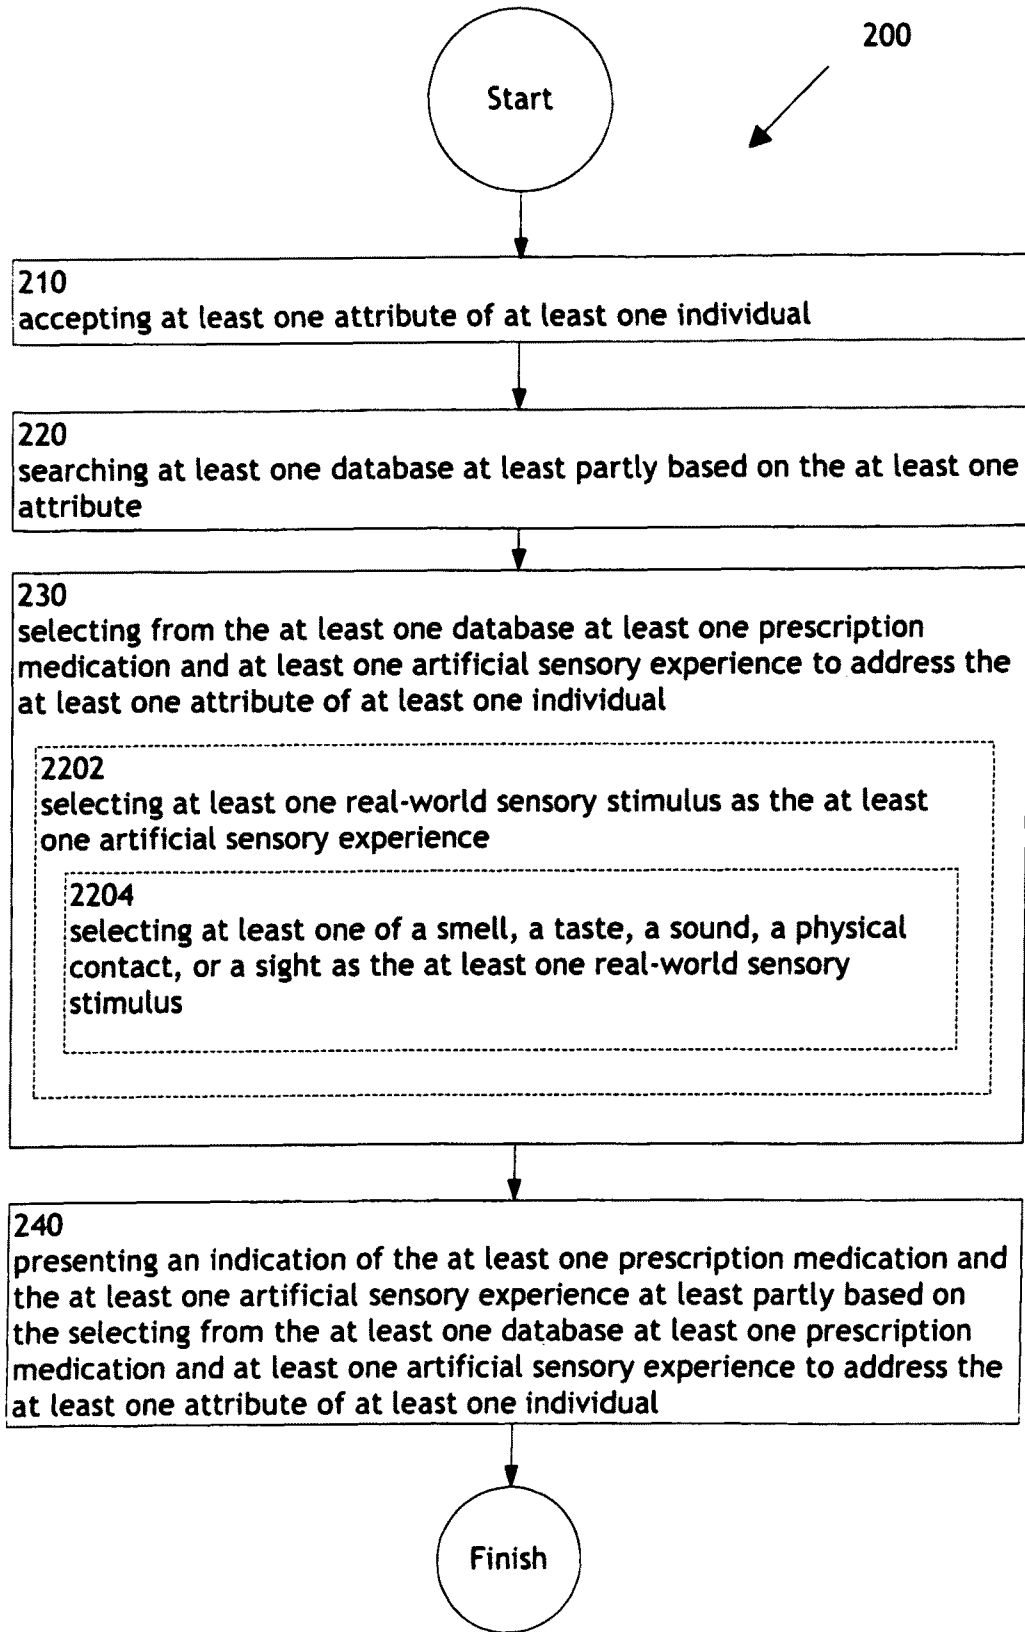 200
Start
210
accepting at least one attribute of at least one individual
220
searching at least one database at least partly based on the at least one
attribute
230
selecting from the at least one database at least one prescription
medication and at least one artificial sensory experience to address the
at least one attribute of at least one individual
2202
selecting at least one real-world sensory stimulus as the at least
one artificial sensory experience
2204
selecting at least one of a smell, a taste, a sound, a physical
contact, or a sight as the at least one real-world sensory
stimulus
240
presenting an indication of the at least one prescription medication and
the at least one artificial sensory experience at least partly based on
the selecting from the at least one database at least one prescription
medication and at least one artificial sensory experience to address the
at least one attribute of at least one individual
Finish